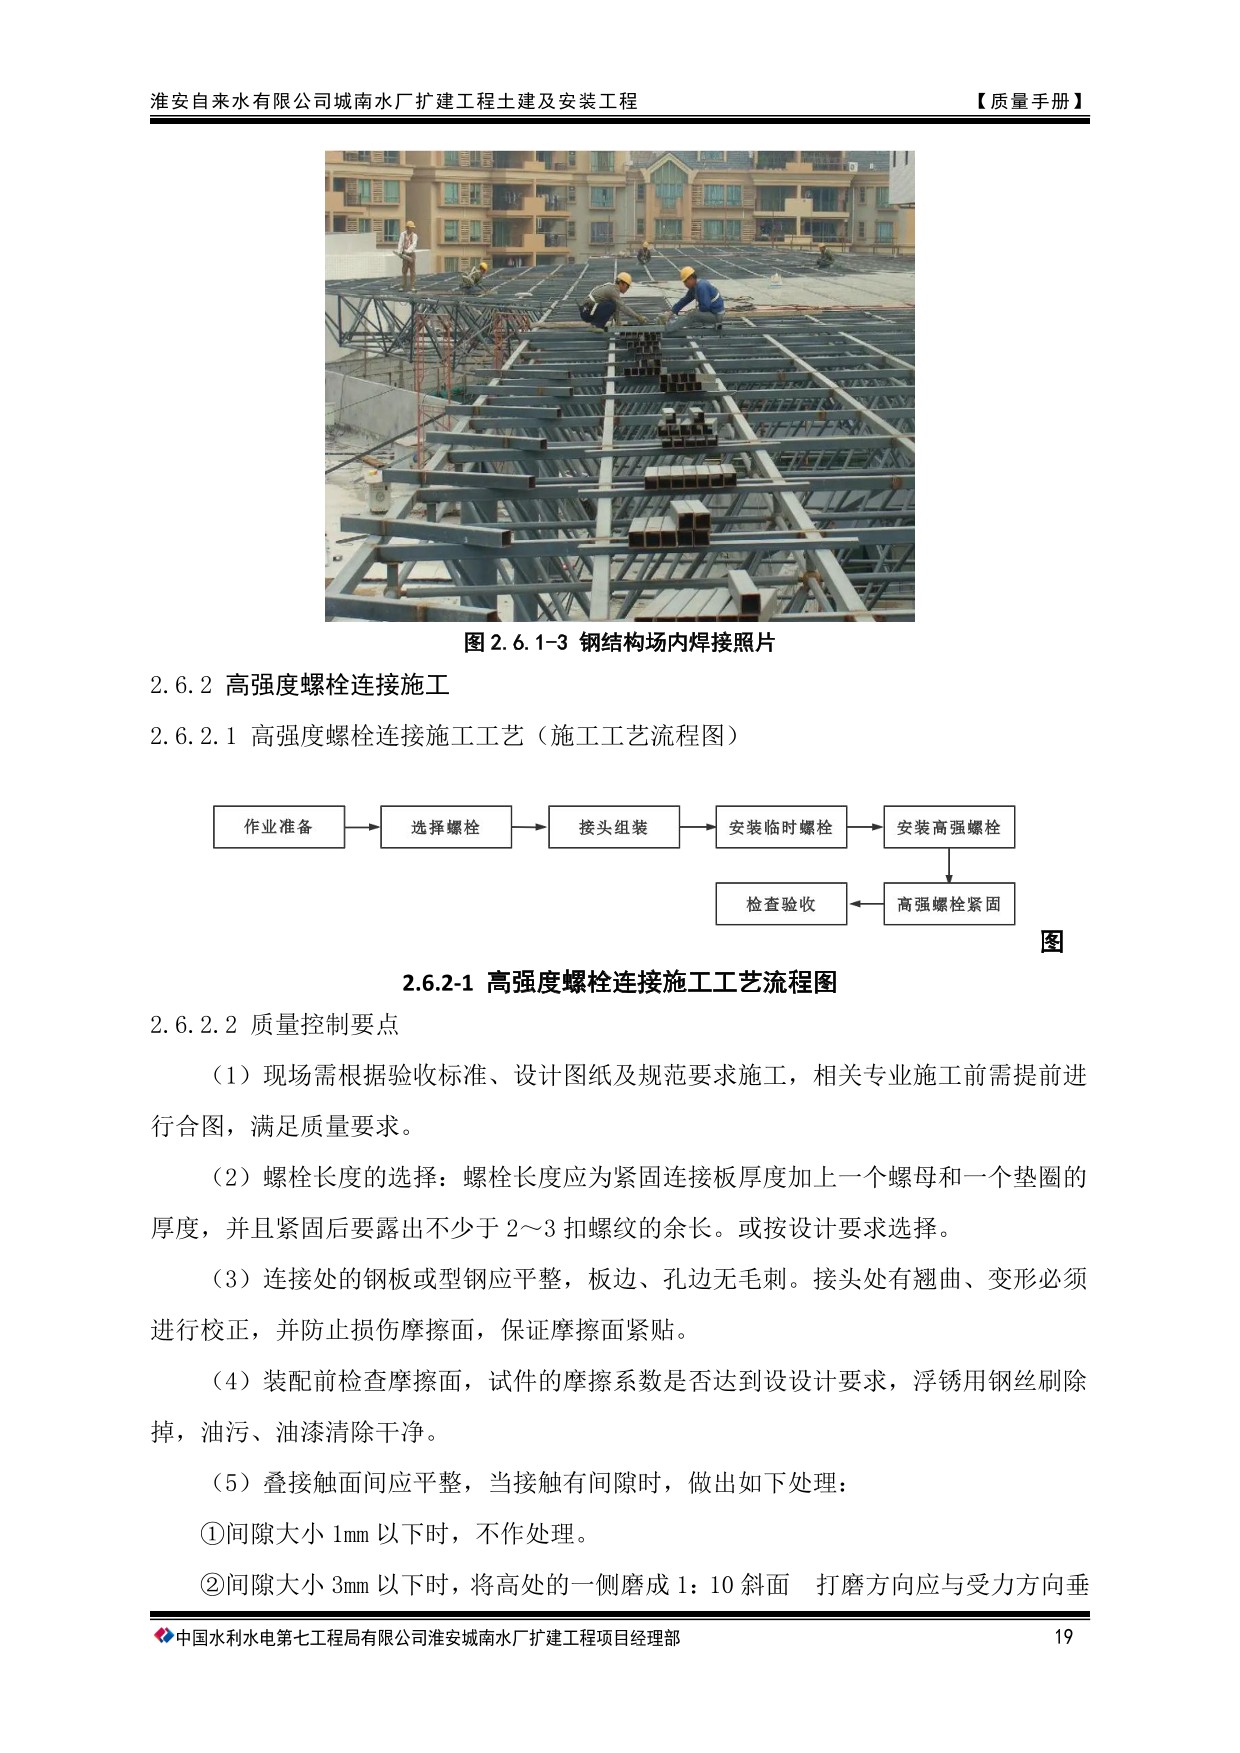 淮安自来水有限公司城南水厂扩建工程土建及安装工程 【质量手册】
图 2.6.1-3 钢结构场内焊接照片
2.6.2 高强度螺栓连接施工
2.6.2.1 高强度螺栓连接施工工艺（施工工艺流程图）
作业准备 选择螺栓 接头组装 安装临时螺栓 安装高强螺栓
检查验收 高强螺栓紧固
图
2.6.2-1 高强度螺栓连接施工工艺流程图
2.6.2.2 质量控制要点
（1）现场需根据验收标准、设计图纸及规范要求施工，相关专业施工前需提前进
行合图，满足质量要求。
（2）螺栓长度的选择：螺栓长度应为紧固连接板厚度加上一个螺母和一个垫圈的
厚度，并且紧固后要露出不少于 2～3 扣螺纹的余长。或按设计要求选择。
（3）连接处的钢板或型钢应平整，板边、孔边无毛刺。接头处有翘曲、变形必须
进行校正，并防止损伤摩擦面，保证摩擦面紧贴。
（4）装配前检查摩擦面，试件的摩擦系数是否达到设设计要求，浮锈用钢丝刷除
掉，油污、油漆清除干净。
（5）叠接触面间应平整，当接触有间隙时，做出如下处理：
①间隙大小 1mm 以下时，不作处理。
②间隙大小 3mm 以下时，将高处的一侧磨成 1：10 斜面　打磨方向应与受力方向垂
中国水利水电第七工程局有限公司淮安城南水厂扩建工程项目经理部 19